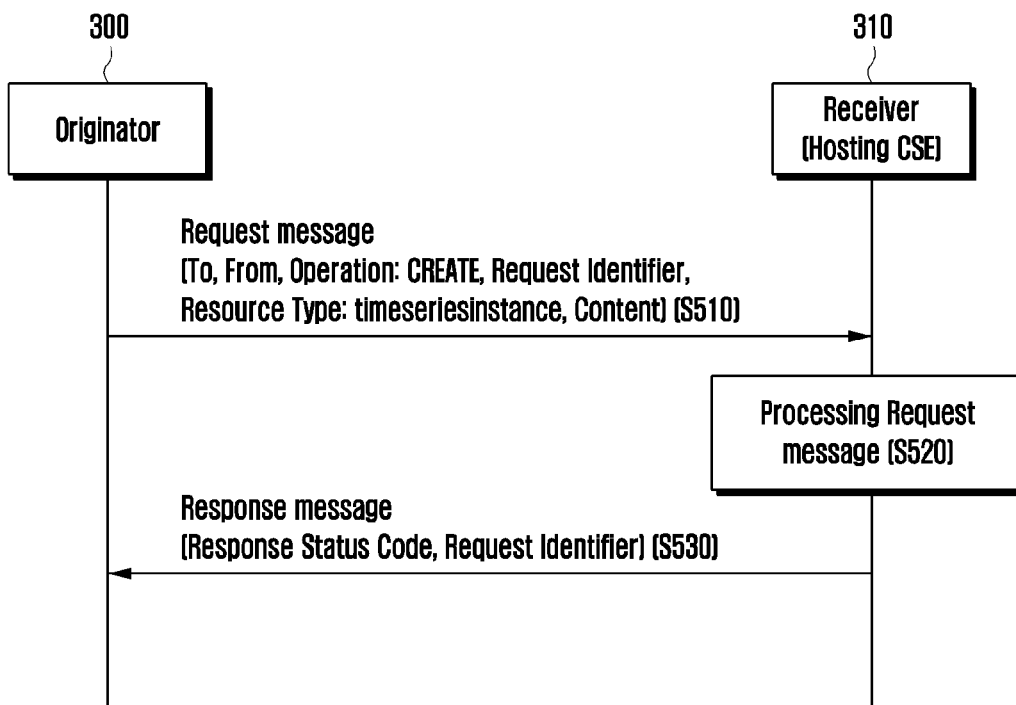 300
310
Originator
Receiver
(Hosting CSE)
Request message
(To, From, Operation: CREATE, Request Identifier,
Resource Type: timeseriesinstance, Content) (S510)
Processing Request
message (S520)
Response message
(Response Status Code, Request Identifier) (S530)